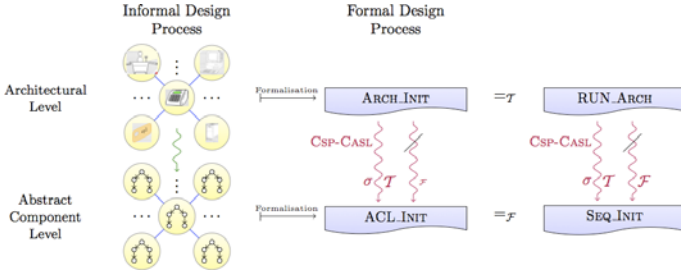 Informal Design
Process
Formal Design
Process
Architectural
Level
Formalisation
ARCH_INIT
=T
RUN_ARCH
CSP-CASL
σ T
F
CSP-CASL
σ T
F
Abstract
Component
Level
Formalisation
ACL_INIT
=F
SEQ_INIT